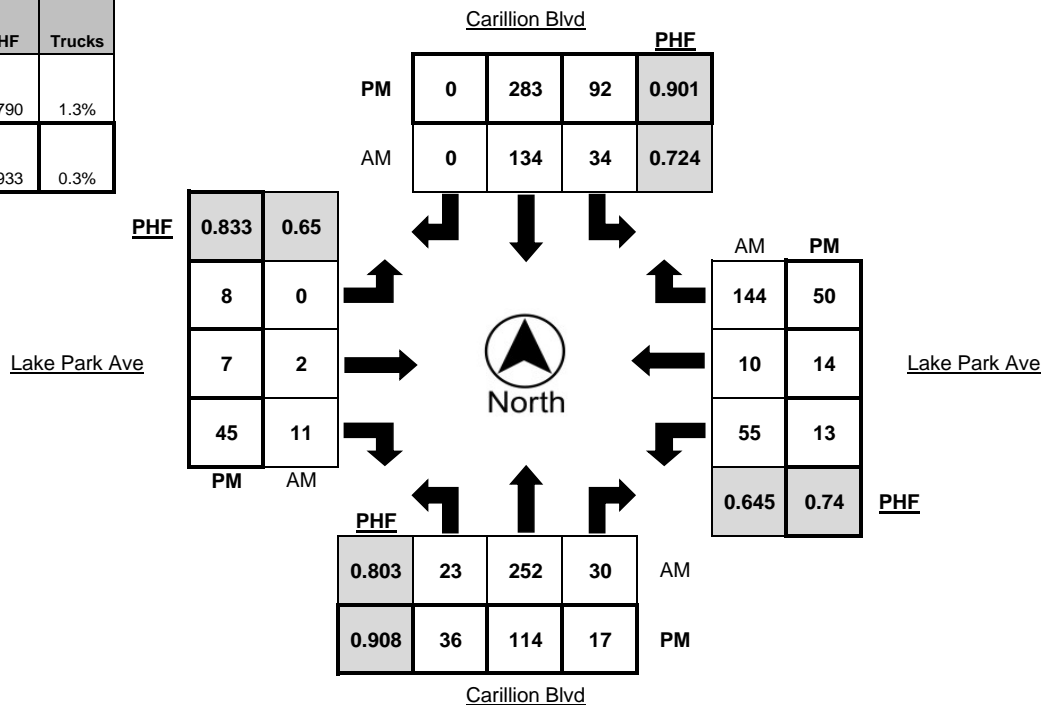 Carillion Blvd
PHF
Trucks
PM 0 283 92 0.901
1.3%
AM 0 134 34 0.724
0.3%
PHF 0.833 0.65
AM PM
8 0
144 50
Lake Park Ave 7 2
North
10 14 Lake Park Ave
45 11
55 13
PM AM
0.645 0.74 PHF
PHF
0.803 23 252 30 AM
0.908 36 114 17 PM
Carillion Blvd